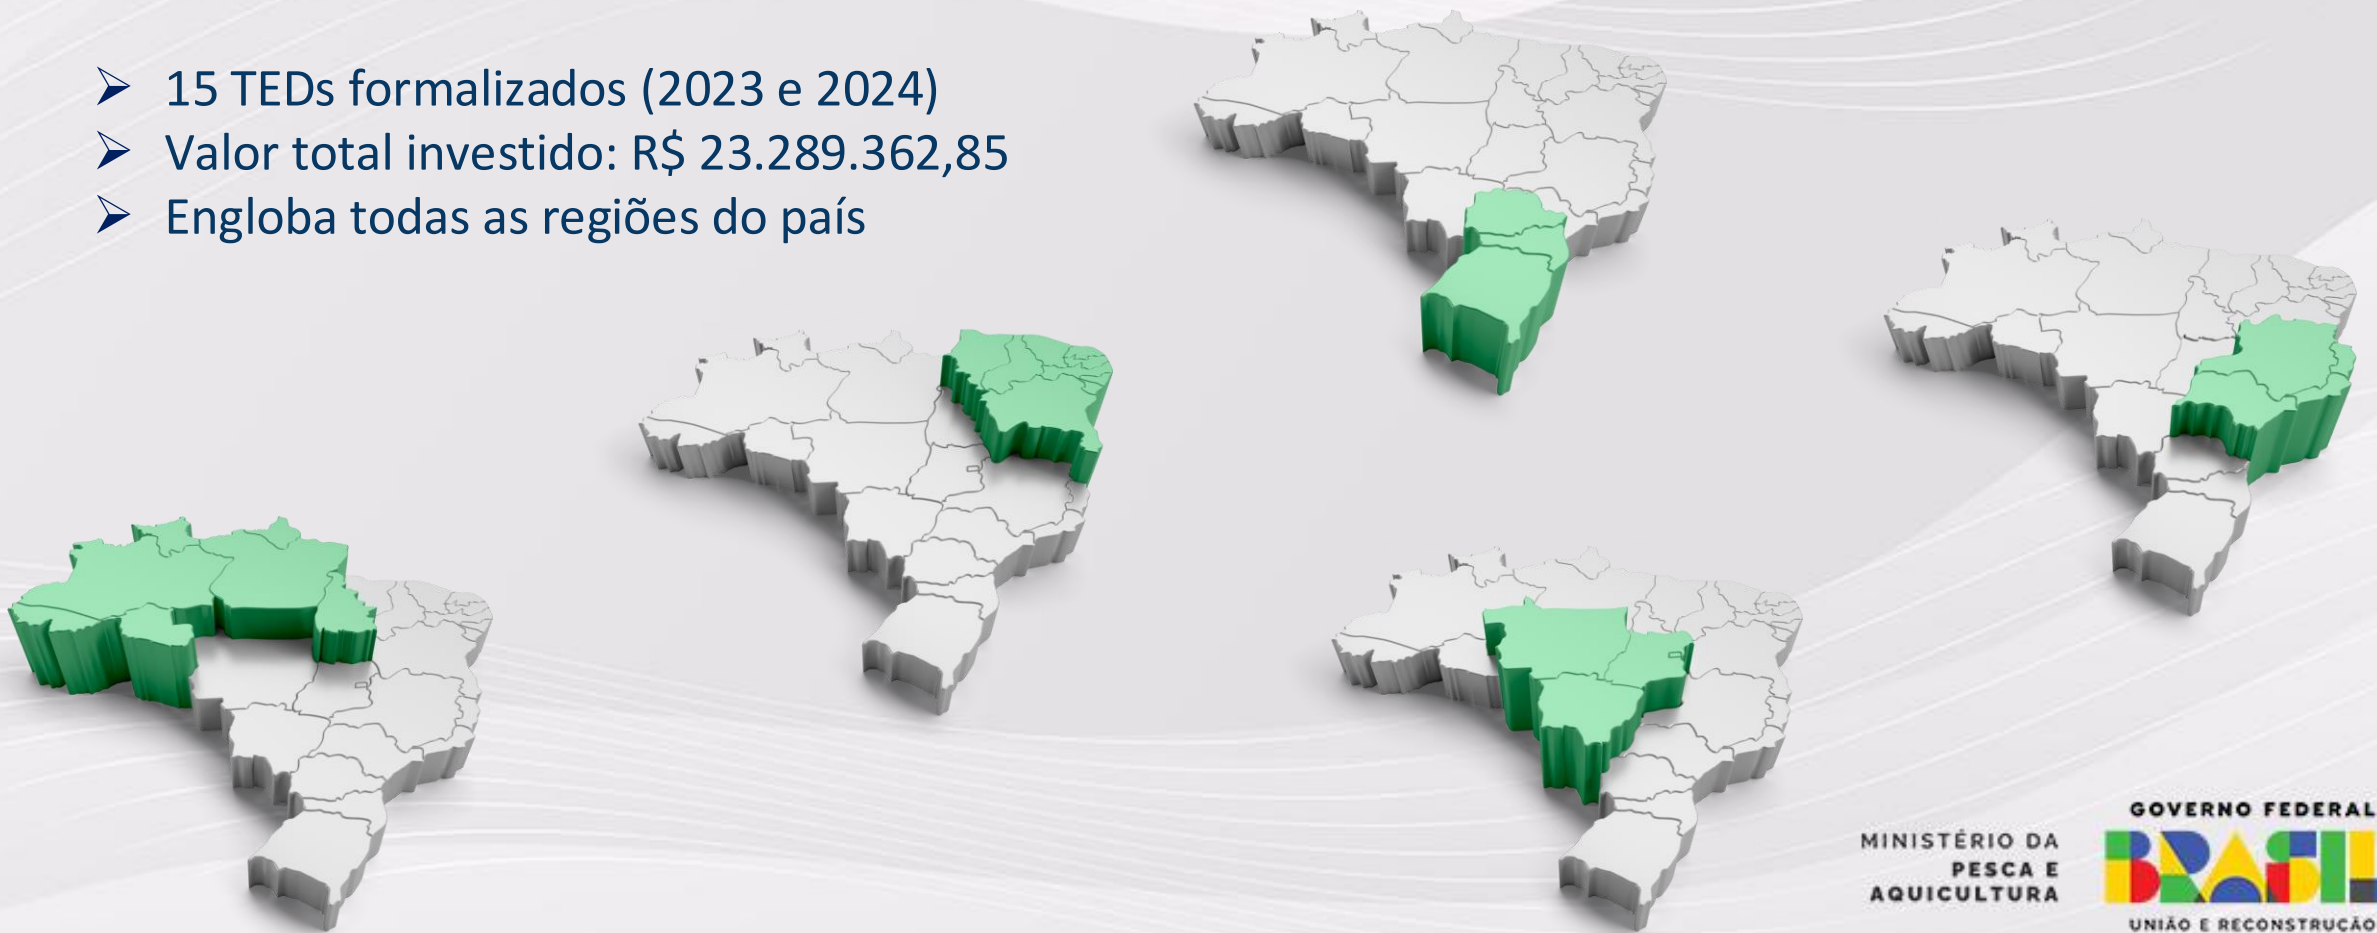 ➢ 15 TEDs formalizados (2023 e 2024)
➢ Valor total investido: R$ 23.289.362,85
➢ Engloba todas as regiões do país
MINISTÉRIO DA
PESCA E
AQUICULTURA
GOVERNO FEDERAL
BRASIL
UNIÃO E RECONSTRUÇÃO